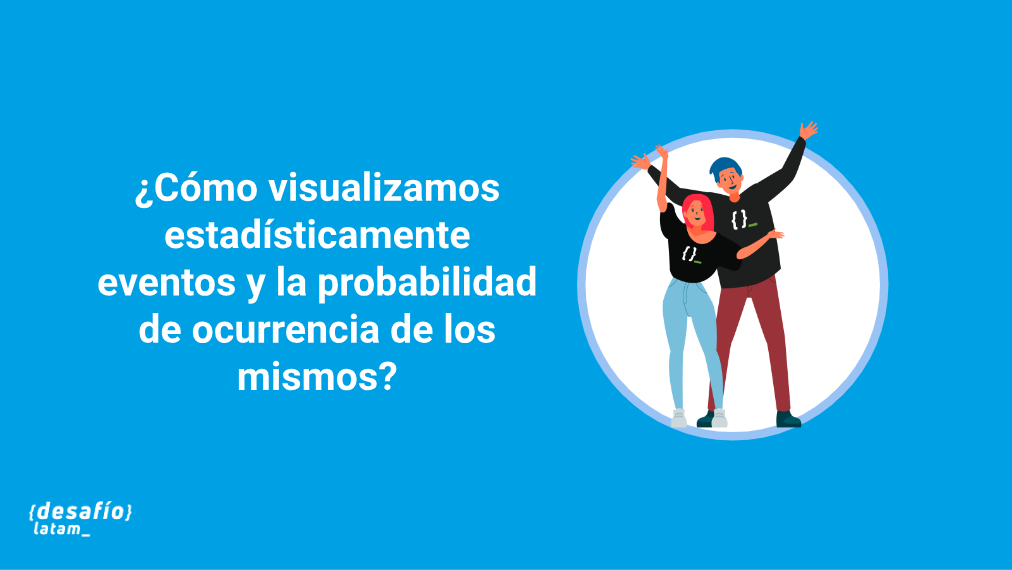 ¿Cómo visualizamos
estadísticamente
eventos y la probabilidad
de ocurrencia de los
mismos?
{}_
{}_
{desafío}
latam_